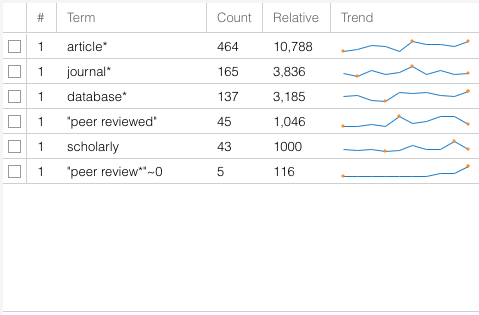 # Term Count Relative Trend
1 article* 464 10,788
1 journal* 165 3,836
1 database* 137 3,185
1 "peer reviewed" 45 1,046
1 scholarly 43 1000
1 "peer review*"~0 5 116